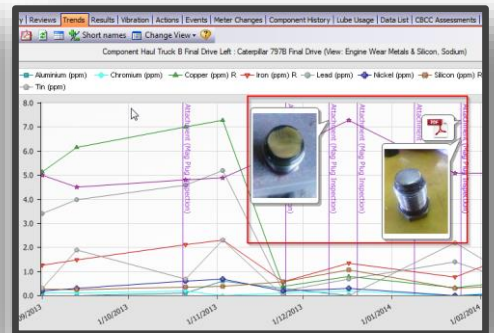 Reviews Trends Results Vibration Actions Events Meter Changes Component History Lube Usage Data List CBCC Assessments
Short names Change View
Component Haul Truck B Final Drive Left : Caterpillar 797B Final Drive (View: Engine Wear Metals & Silicon, Sodium)
Aluminium (ppm) Chromium (ppm) Copper (ppm) R Iron (ppm) R Lead (ppm) Nickel (ppm) Silicon (ppm) R
Tin (ppm)
8.0
7.0
6.0
5.0
4.0
3.0
2.0
1.0
0.0
Attachment (Mag Plug Inspection)
Attachment (Mag Plug Inspection)
Attachment (Mag Plug Inspection)
Attachment (Mag Plug Inspection)
Attachment (Mag Plug Inspection)
PDF
/09/2013
1/10/2013
1/11/2013
1/12/2013
1/01/2014
1/02/2014